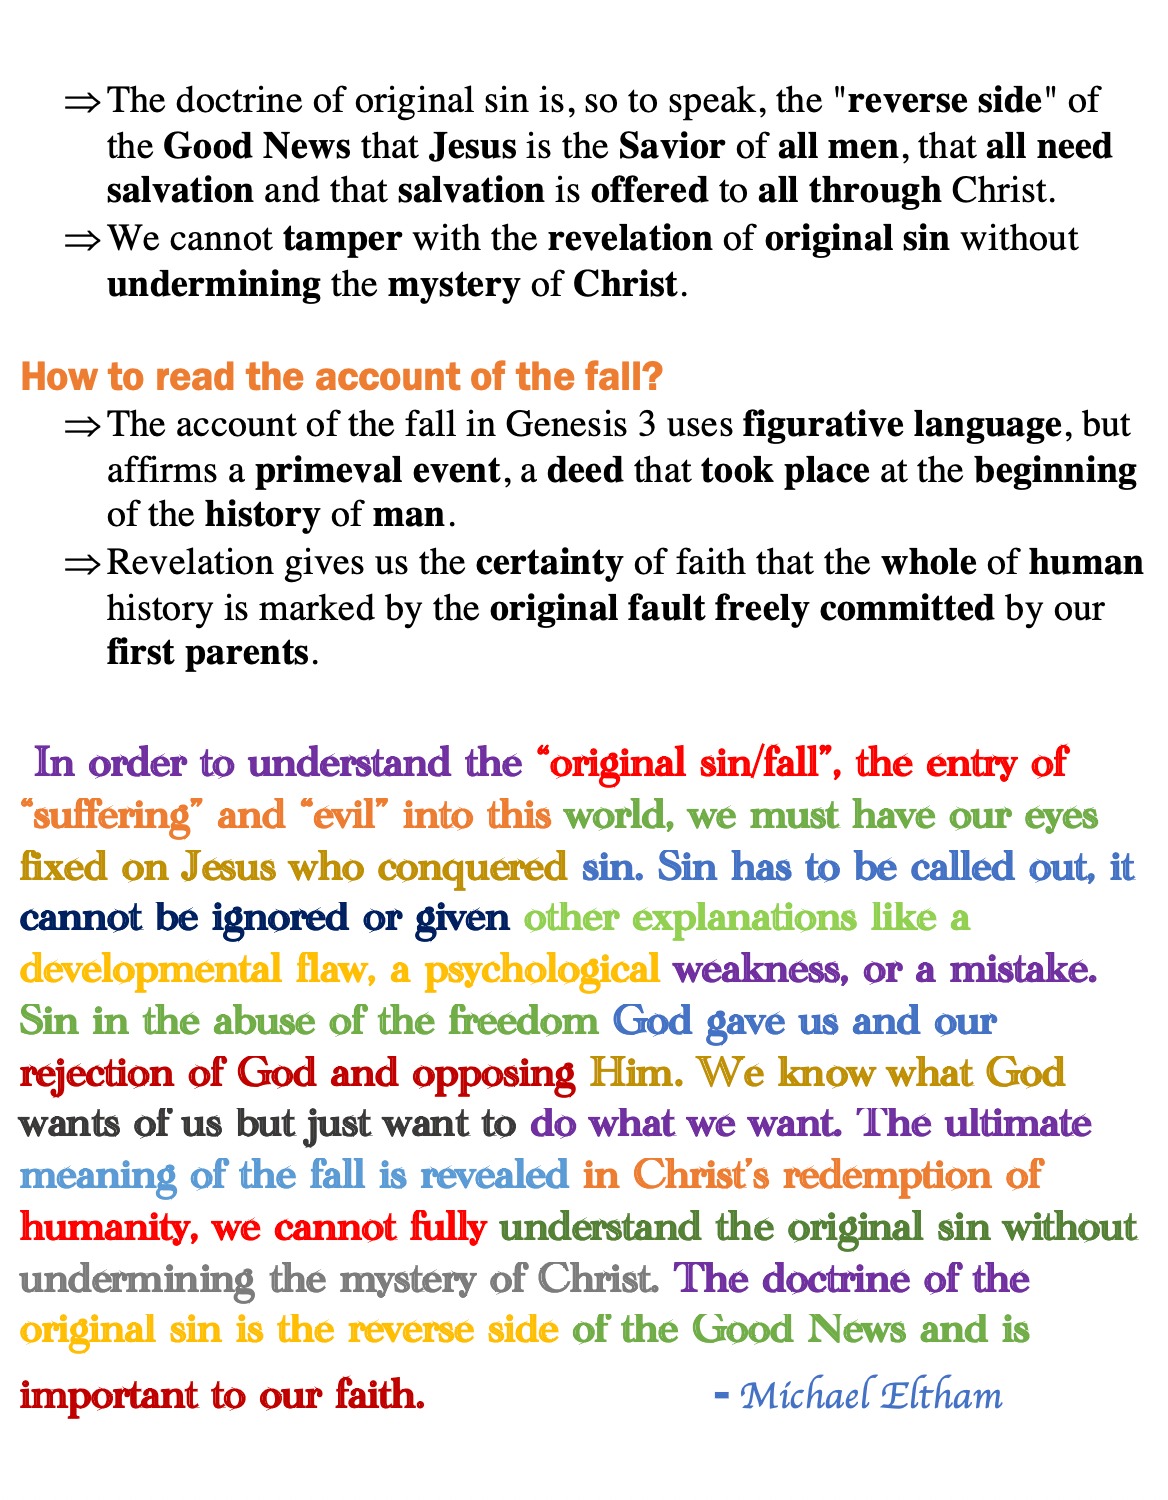 ⇒ The doctrine of original sin is, so to speak, the "reverse side" of
the Good News that Jesus is the Savior of all men, that all need
salvation and that salvation is offered to all through Christ.
⇒ We cannot tamper with the revelation of original sin without
undermining the mystery of Christ.
How to read the account of the fall?
⇒ The account of the fall in Genesis 3 uses figurative language, but
affirms a primeval event, a deed that took place at the beginning
of the history of man.
⇒ Revelation gives us the certainty of faith that the whole of human
history is marked by the original fault freely committed by our
first parents.
In order to understand the “original sin/fall”, the entry of
“suffering” and “evil” into this world, we must have our eyes
fixed on Jesus who conquered sin. Sin has to be called out, it
cannot be ignored or given other explanations like a
developmental flaw, a psychological weakness, or a mistake.
Sin in the abuse of the freedom God gave us and our
rejection of God and opposing Him. We know what God
wants of us but just want to do what we want. The ultimate
meaning of the fall is revealed in Christ’s redemption of
humanity, we cannot fully understand the original sin without
undermining the mystery of Christ. The doctrine of the
original sin is the reverse side of the Good News and is
important to our faith. - Michael Eltham